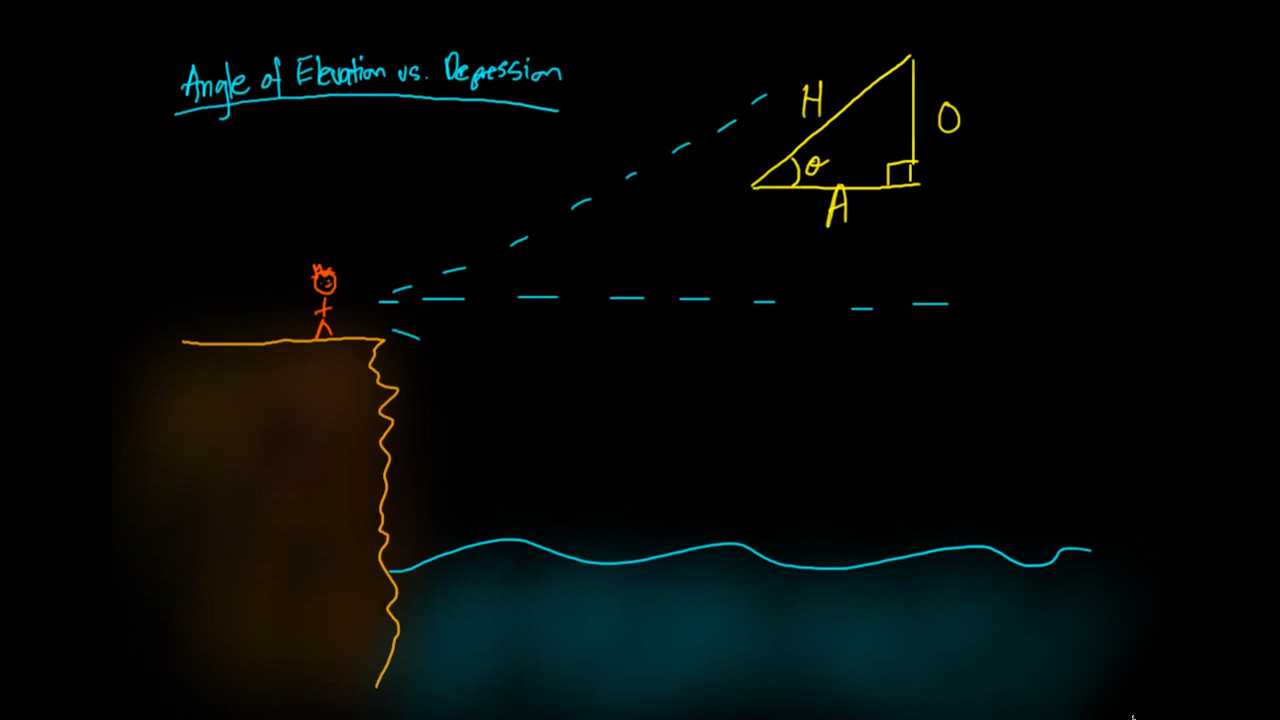 Angle of Elevation vs. Depression
H
O
θ
A